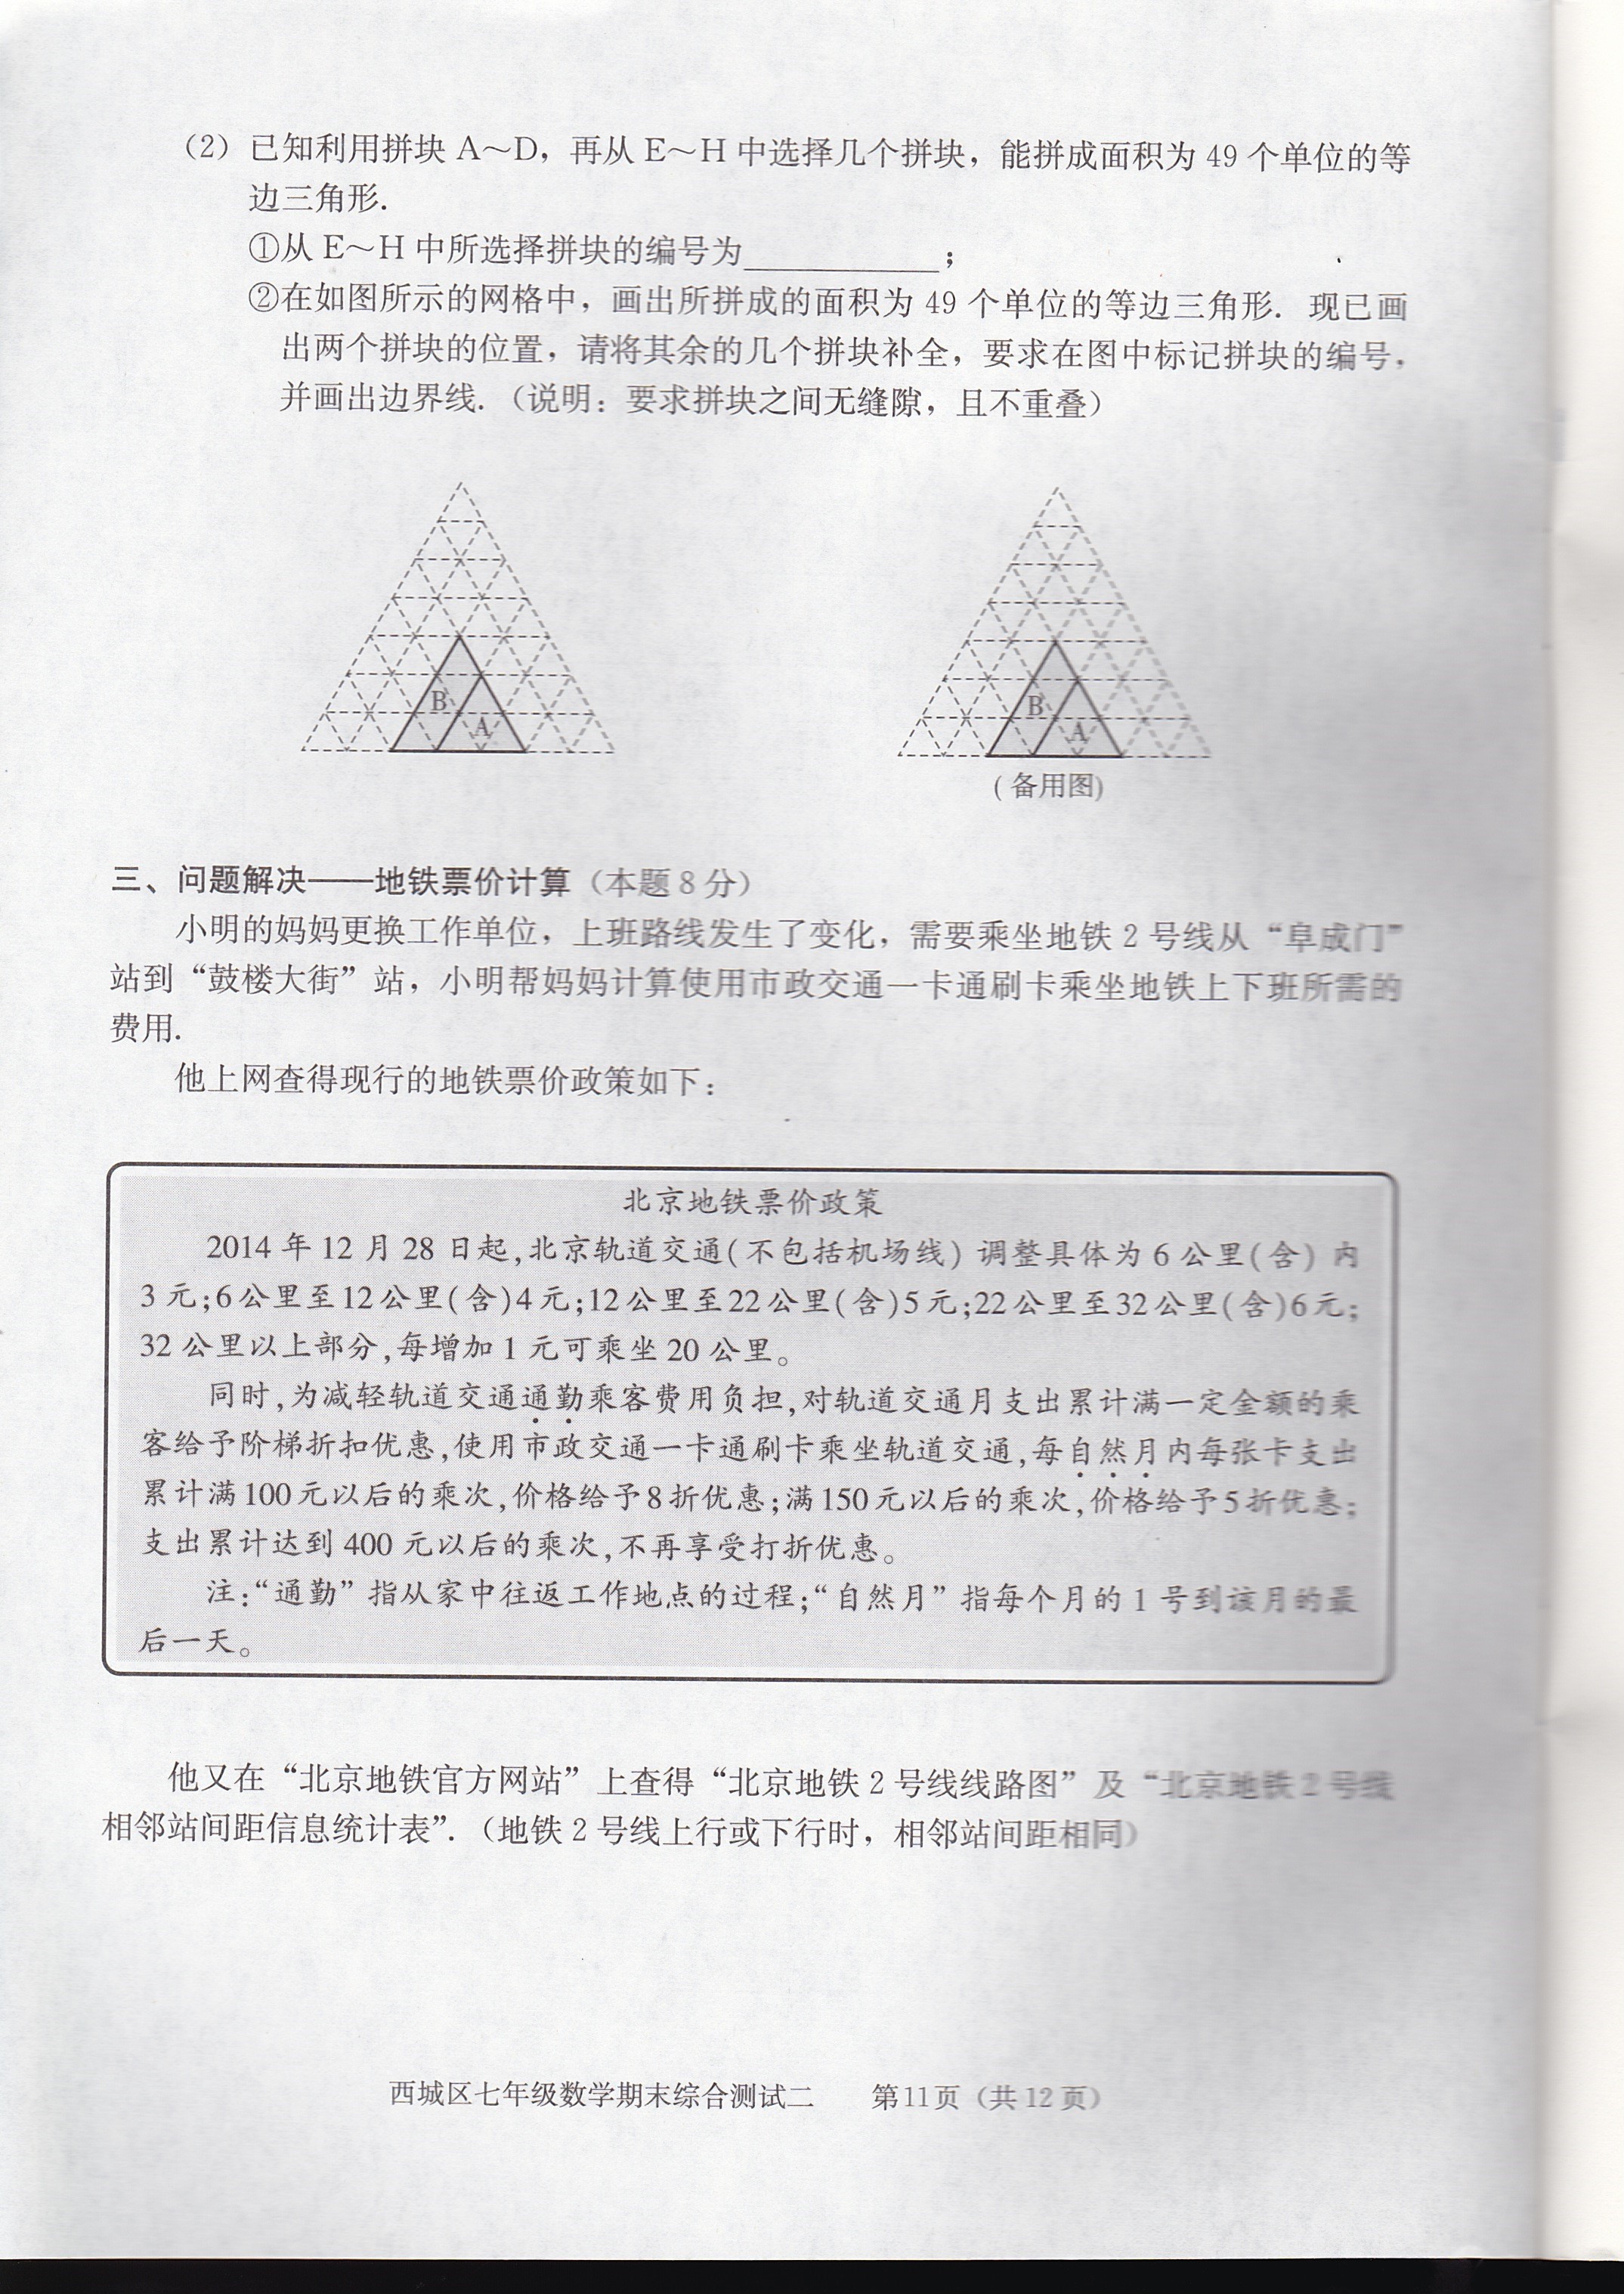 （2）已知利用拼块 A～D，再从 E～H 中选择几个拼块，能拼成面积为 49 个单位的等
边三角形.
①从 E～H 中所选择拼块的编号为____________；
②在如图所示的网格中，画出所拼成的面积为 49 个单位的等边三角形. 现已画
出两个拼块的位置，请将其余的几个拼块补全，要求在图中标记拼块的编号，
并画出边界线.（说明：要求拼块之间无缝隙，且不重叠）
B
A
B
A
(备用图)
三、问题解决——地铁票价计算（本题 8 分）
小明的妈妈更换工作单位，上班路线发生了变化，需要乘坐地铁 2 号线从“阜成门”
站到“鼓楼大街”站，小明帮妈妈计算使用市政交通一卡通刷卡乘坐地铁上下班所需的
费用.
他上网查得现行的地铁票价政策如下：
北京地铁票价政策
2014 年 12 月 28 日起,北京轨道交通(不包括机场线) 调整具体为 6 公里(含) 内
3 元;6 公里至 12 公里(含)4 元;12 公里至 22 公里(含)5 元;22 公里至 32 公里(含)6 元;
32 公里以上部分,每增加 1 元可乘坐 20 公里。
同时,为减轻轨道交通通勤乘客费用负担,对轨道交通月支出累计满一定金额的乘
客给予阶梯折扣优惠,使用市政交通一卡通刷卡乘坐轨道交通,每自然月内每张卡支出
累计满 100 元以后的乘次,价格给予 8 折优惠;满 150 元以后的乘次,价格给予 5 折优惠;
支出累计达到 400 元以后的乘次,不再享受打折优惠。
注:“通勤”指从家中往返工作地点的过程;“自然月”指每个月的 1 号到该月的最
后一天。
他又在“北京地铁官方网站”上查得“北京地铁 2 号线线路图”及“北京地铁 2 号线
相邻站间距信息统计表”.（地铁 2 号线上行或下行时，相邻站间距相同）
西城区七年级数学期末综合测试二 第11页（共 12 页）